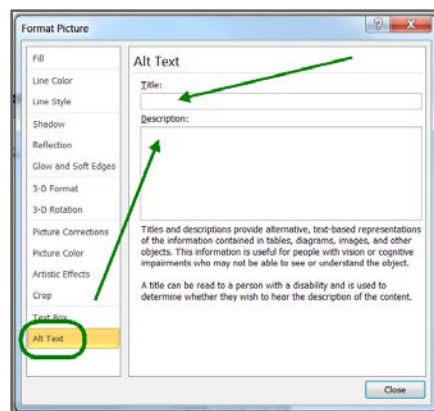 Format Picture
Fill
Line Color
Line Style
Shadow
Reflection
Glow and Soft Edges
3-D Format
3-D Rotation
Picture Corrections
Picture Color
Artistic Effects
Crop
Text Box
Alt Text
Alt Text
Title:
Description:
Titles and descriptions provide alternative, text-based representations
of the information contained in tables, diagrams, images, and other
objects. This information is useful for people with vision or cognitive
impairments who may not be able to see or understand the object.
A title can be read to a person with a disability and is used to
determine whether they wish to hear the description of the content.
Close